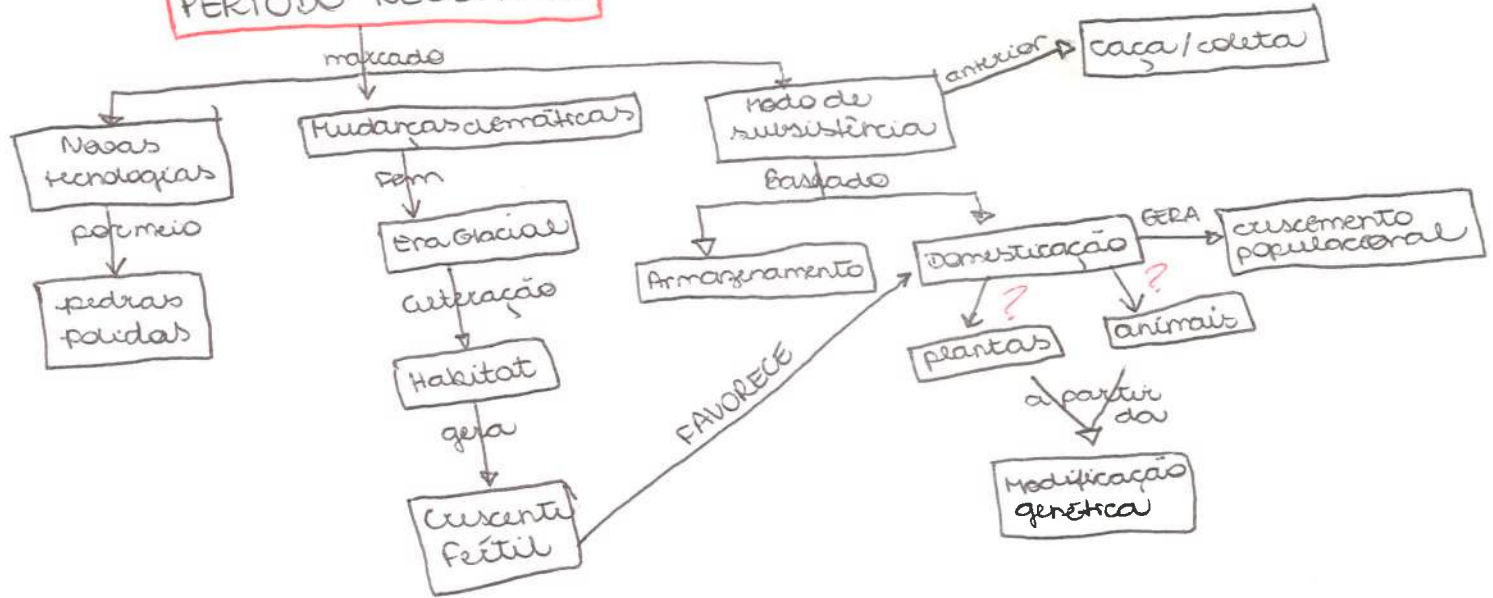 PERÍODO
marcado
anterior
caça/coleta
Novas
tecnologias
Mudanças climáticas
Modo de
subsistência
por meio
Fem
Baseado
pedras
polidas
Era Glacial
Armazenamento
Domesticação
GERA
crescimento
populacional
alteração
?
?
plantas
animais
Habitat
FAVORECE
a partir
da
gera
Modificação
genética
Crescente
Fértil